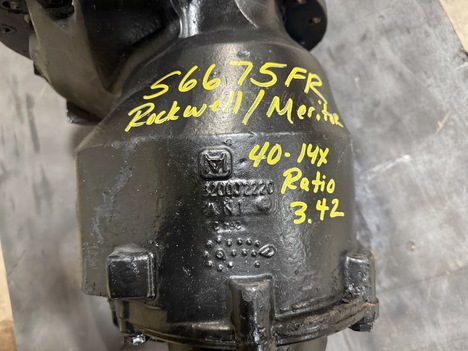 S6675FR
Rockwell/Meritor
40-14X
Ratio
3.42